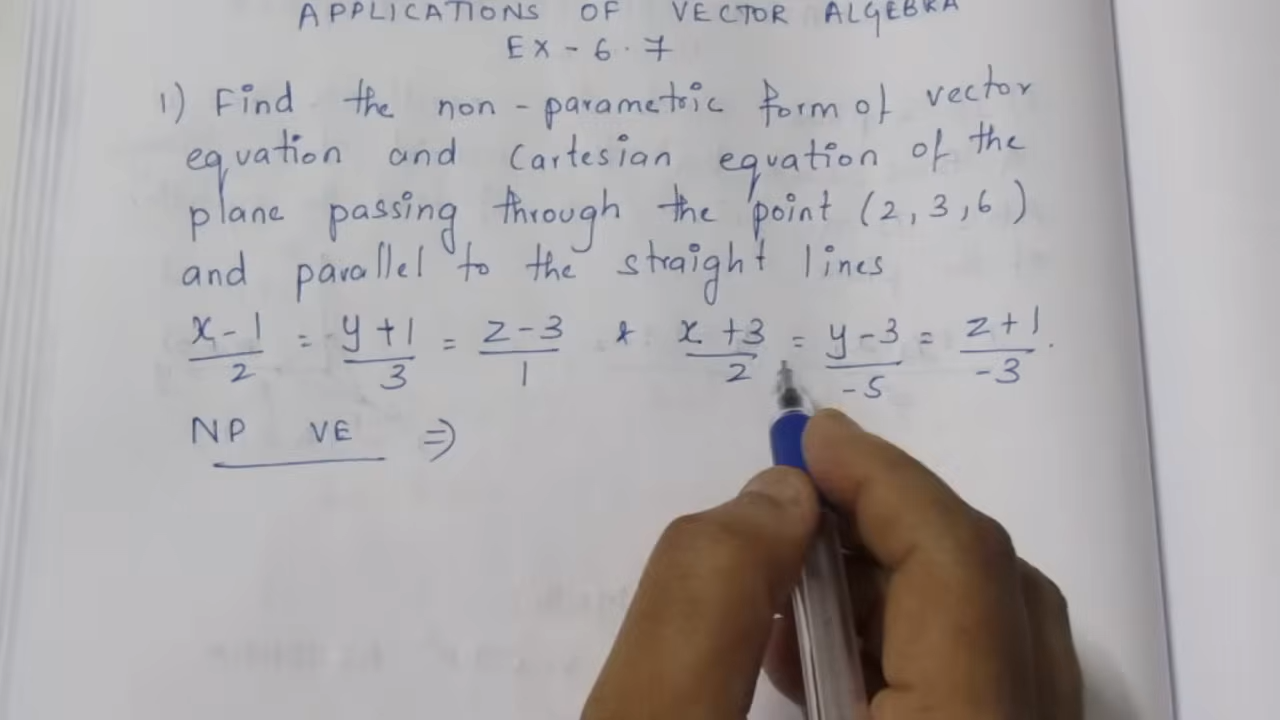 APPLICATIONS OF VECTOR ALGEBRA
EX - 6.7
1) Find the non - parametric form of vector
equation and Cartesian equation of the
plane passing through the point (2, 3, 6)
and parallel to the straight lines
x - 1 / 2 = y + 1 / 3 = z - 3 / 1 & x + 3 / 2 = y - 3 / -5 = z + 1 / -3 .
NP VE ⇒